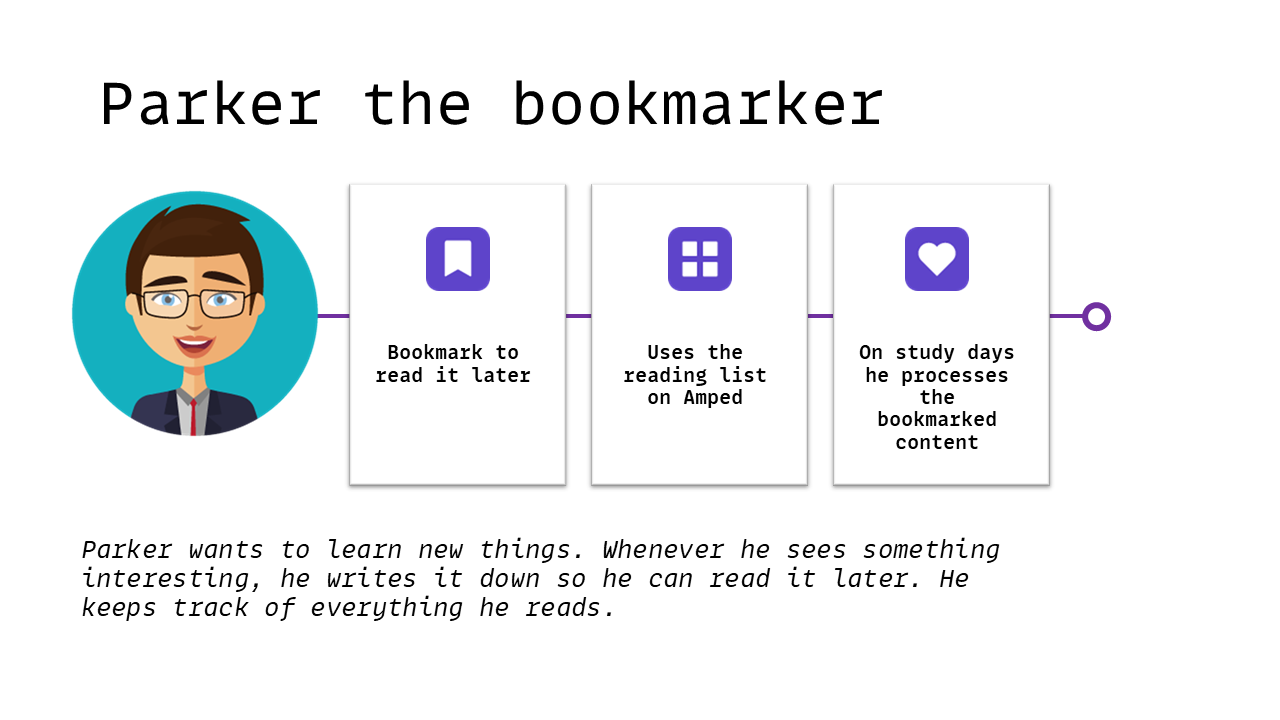 Parker the bookmarker
Bookmark to
read it later
Uses the
reading list
on Amped
On study days
he processes
the
bookmarked
content
Parker wants to learn new things. Whenever he sees something
interesting, he writes it down so he can read it later. He
keeps track of everything he reads.